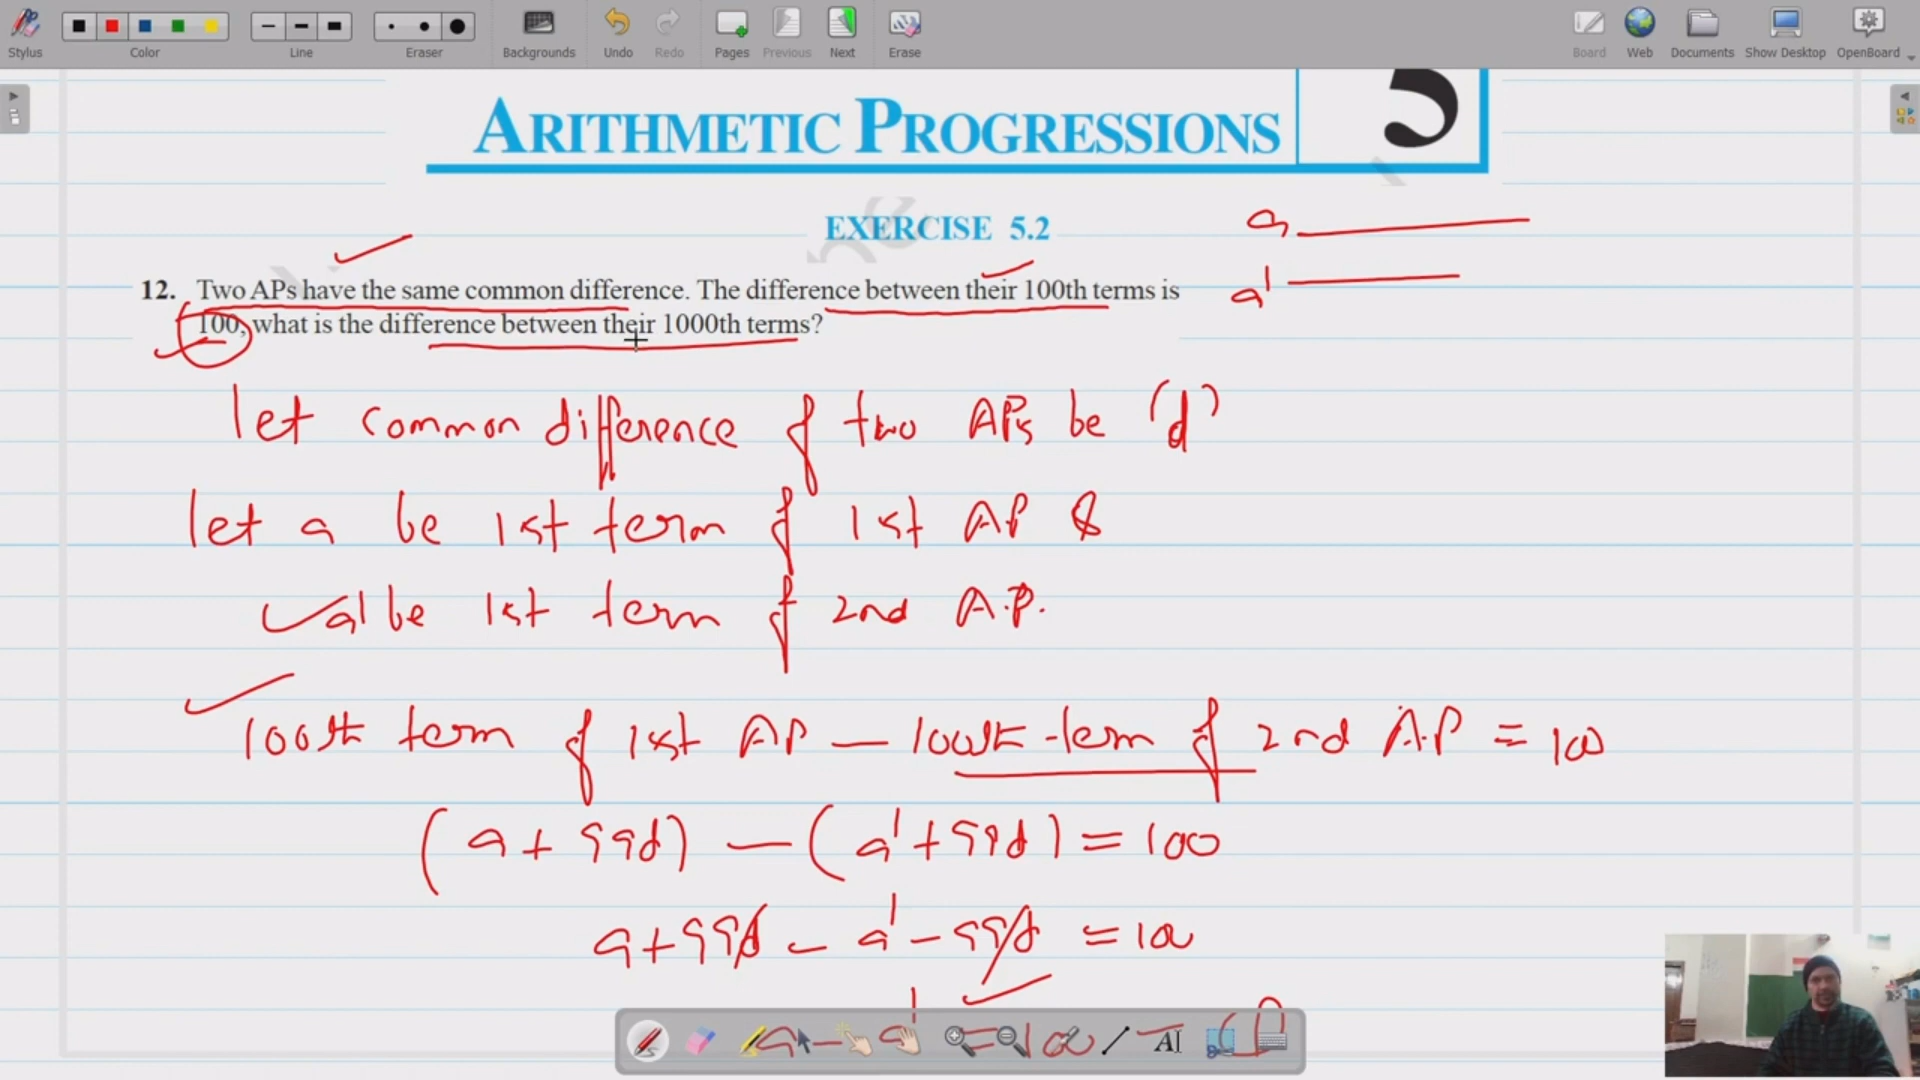 Stylus Color Line Eraser Backgrounds Undo Redo Pages Previous Next Erase Board Web Documents Show Desktop OpenBoard
ARITHMETIC PROGRESSIONS 5
EXERCISE 5.2
a
a'
12. Two APs have the same common difference. The difference between their 100th terms is
100, what is the difference between their 1000th terms?
let common difference of two APs be (d)
let a be 1st term of 1st AP &
a' be 1st term of 2nd A.P.
100th term of 1st AP — 100th term of 2nd A.P = 100
(a + 99d) — (a' + 99d) = 100
a + 99d - a' - 99d = 100
a - a' = 100 — (1)